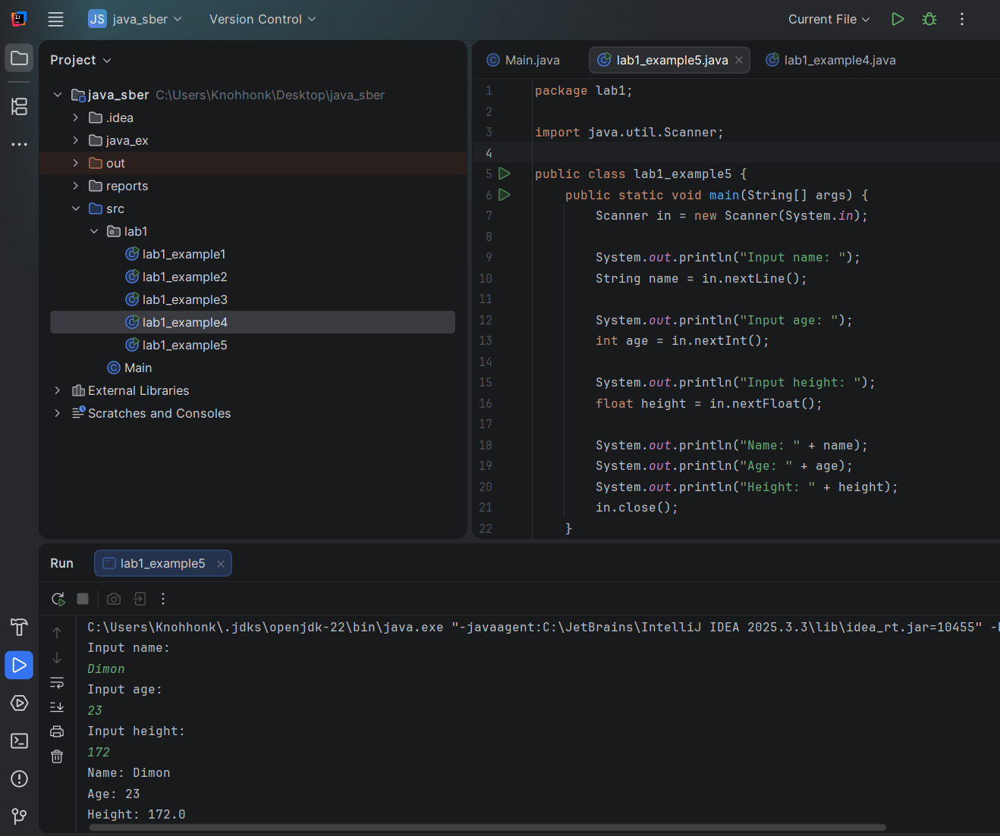 JS java_sber Version Control Current File
Project
java_sber C:\Users\Knohhonk\Desktop\java_sber
.idea
java_ex
out
reports
src
lab1
lab1_example1
lab1_example2
lab1_example3
lab1_example4
lab1_example5
Main
External Libraries
Scratches and Consoles
Main.java lab1_example5.java lab1_example4.java
1 package lab1;
2
3 import java.util.Scanner;
4
5 public class lab1_example5 {
6 public static void main(String[] args) {
7 Scanner in = new Scanner(System.in);
8
9 System.out.println("Input name: ");
10 String name = in.nextLine();
11
12 System.out.println("Input age: ");
13 int age = in.nextInt();
14
15 System.out.println("Input height: ");
16 float height = in.nextFloat();
17
18 System.out.println("Name: " + name);
19 System.out.println("Age: " + age);
20 System.out.println("Height: " + height);
21 in.close();
22 }
Run lab1_example5
C:\Users\Knohhonk\.jdks\openjdk-22\bin\java.exe "-javaagent:C:\JetBrains\IntelliJ IDEA 2025.3.3\lib\idea_rt.jar=10455" -
Input name:
Dimon
Input age:
23
Input height:
172
Name: Dimon
Age: 23
Height: 172.0